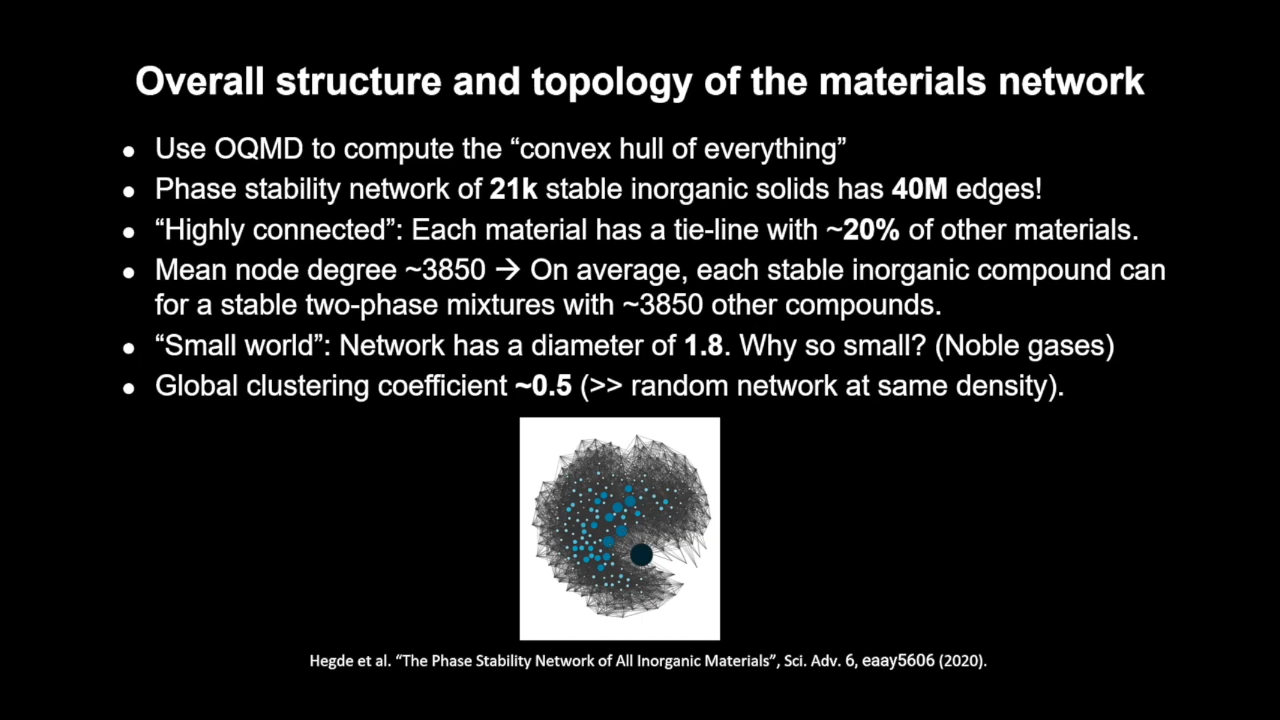 Overall structure and topology of the materials network
● Use OQMD to compute the “convex hull of everything”
● Phase stability network of 21k stable inorganic solids has 40M edges!
● “Highly connected”: Each material has a tie-line with ~20% of other materials.
● Mean node degree ~3850 → On average, each stable inorganic compound can
for a stable two-phase mixtures with ~3850 other compounds.
● “Small world”: Network has a diameter of 1.8. Why so small? (Noble gases)
● Global clustering coefficient ~0.5 (>> random network at same density).
Hegde et al. “The Phase Stability Network of All Inorganic Materials”, Sci. Adv. 6, eaay5606 (2020).